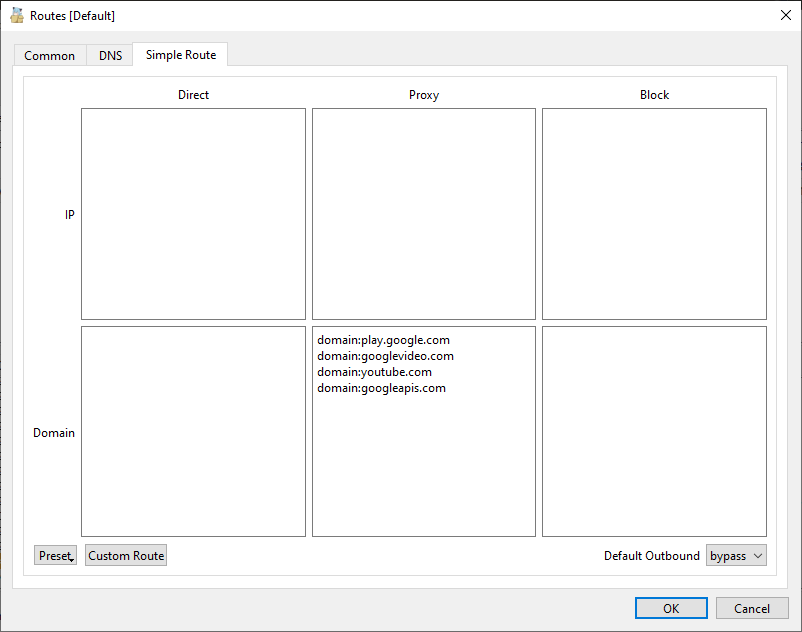 Routes [Default]
Common
DNS
Simple Route
Direct
Proxy
Block
IP
Domain
domain:play.google.com
domain:googlevideo.com
domain:youtube.com
domain:googleapis.com
Preset
Custom Route
Default Outbound
bypass
OK
Cancel